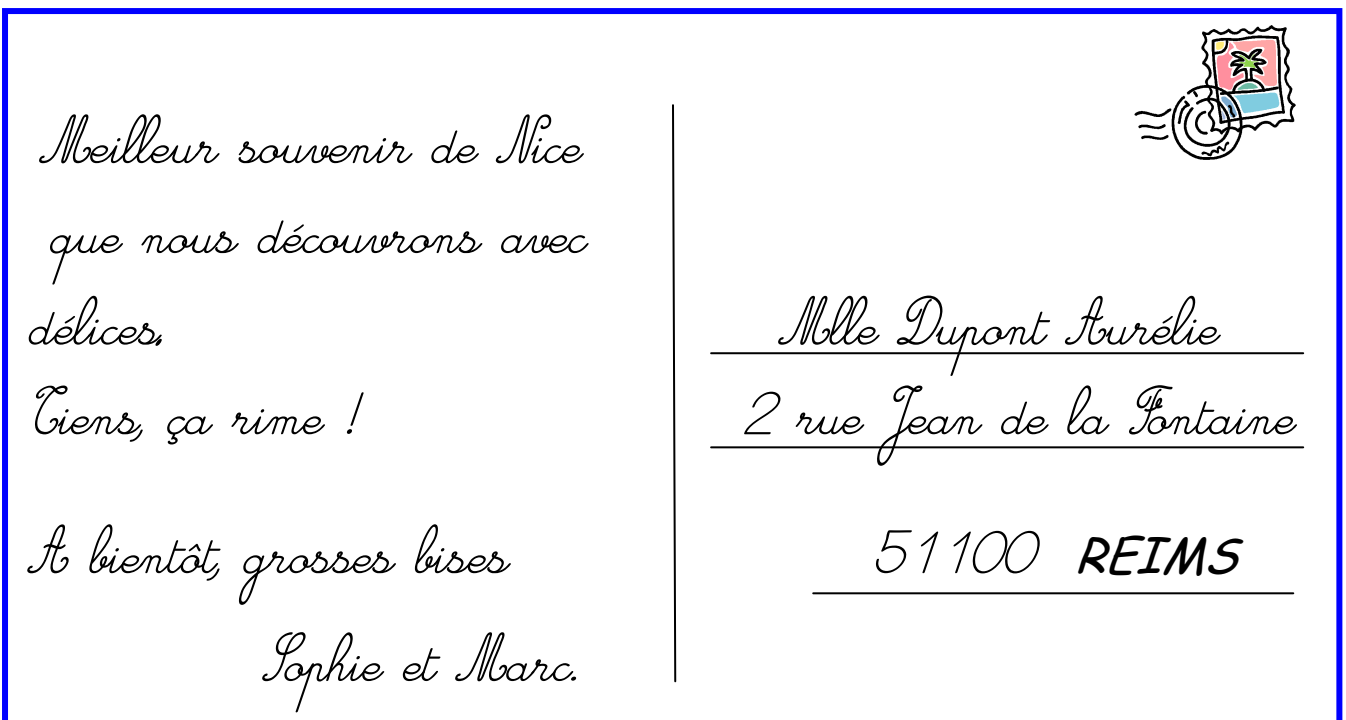 Meilleur souvenir de Nice
que nous découvrons avec
délices.
Tiens, ça rime !
A bientôt, grosses bises
Sophie et Marc.
Mlle Dupont Aurélie
2 rue Jean de la Fontaine
51100 REIMS